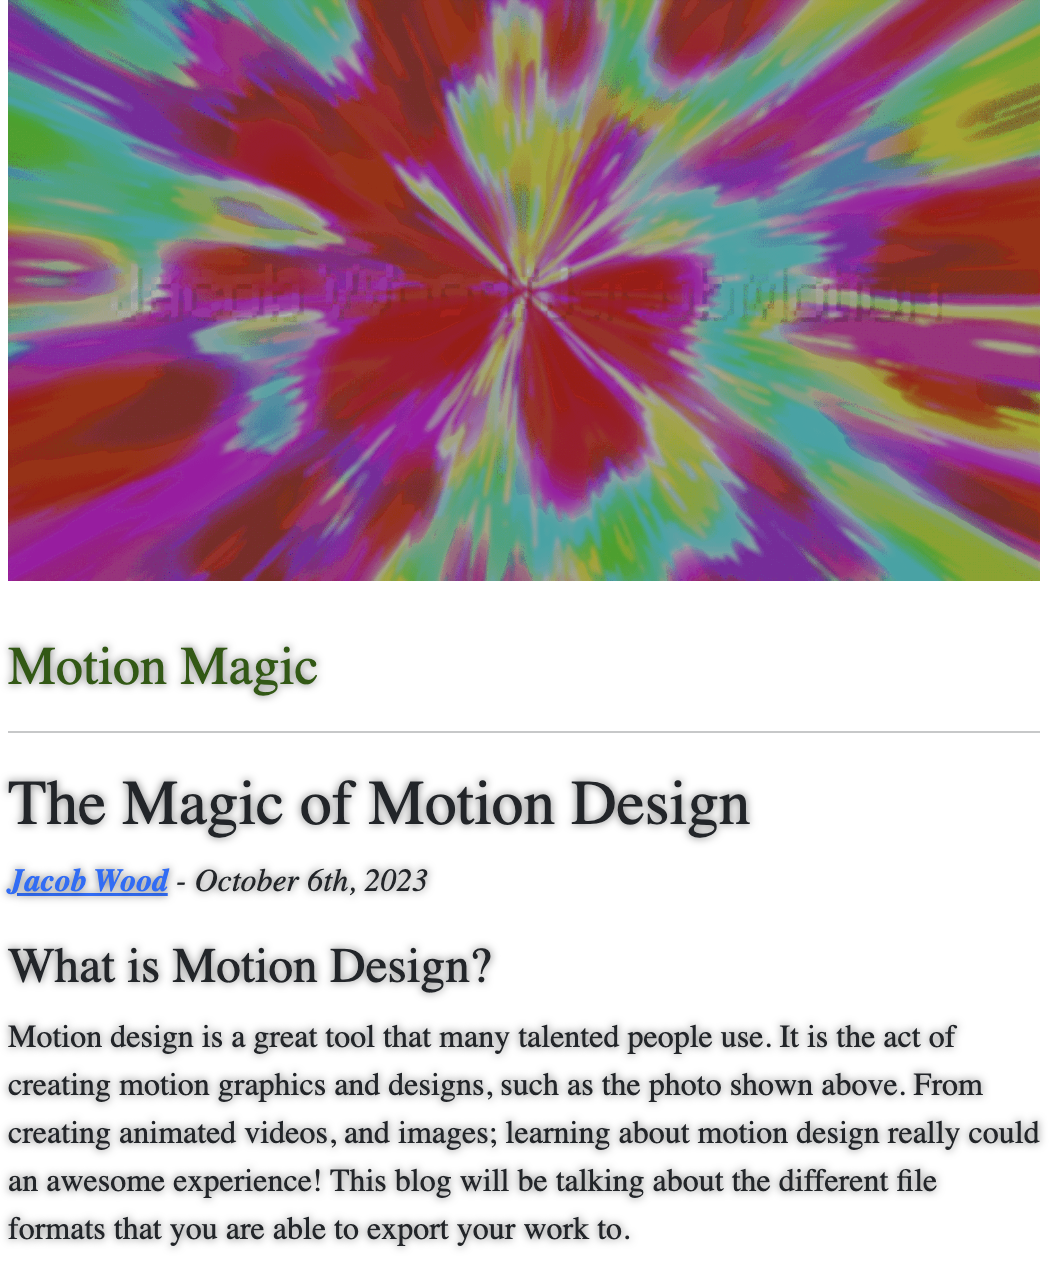 Motion Magic
The Magic of Motion Design
Jacob Wood - October 6th, 2023
What is Motion Design?
Motion design is a great tool that many talented people use. It is the act of
creating motion graphics and designs, such as the photo shown above. From
creating animated videos, and images; learning about motion design really could
an awesome experience! This blog will be talking about the different file
formats that you are able to export your work to.